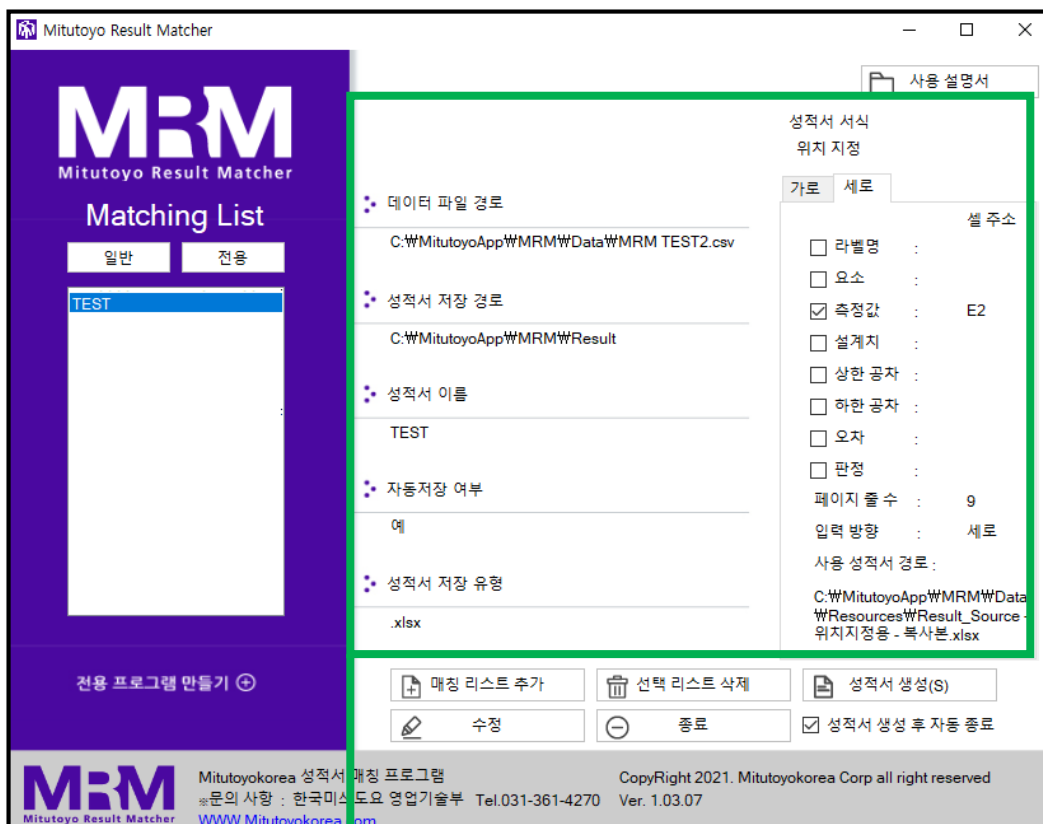 Mitutoyo Result Matcher
사용 설명서
MRM
Mitutoyo Result Matcher
Matching List
일반
전용
TEST
데이터 파일 경로
C:₩MitutoyoApp₩MRM₩Data₩MRM TEST2.csv
성적서 저장 경로
C:₩MitutoyoApp₩MRM₩Result
성적서 이름
TEST
자동저장 여부
예
성적서 저장 유형
.xlsx
성적서 서식
위치 지정
가로
세로
셀 주소
라벨명 :
요소 :
측정값 : E2
설계치 :
상한 공차 :
하한 공차 :
오차 :
판정 :
페이지 줄 수 : 9
입력 방향 : 세로
사용 성적서 경로 :
C:₩MitutoyoApp₩MRM₩Data
₩Resources₩Result_Source -
위치지정용 - 복사본.xlsx
전용 프로그램 만들기
매칭 리스트 추가
선택 리스트 삭제
성적서 생성(S)
수정
종료
성적서 생성 후 자동 종료
MRM
Mitutoyo Result Matcher
Mitutoyokorea 성적서 매칭 프로그램
※문의 사항 : 한국미쓰도요 영업기술부 Tel.031-361-4270
WWW.Mitutoyokorea.com
CopyRight 2021. Mitutoyokorea Corp all right reserved
Ver. 1.03.07